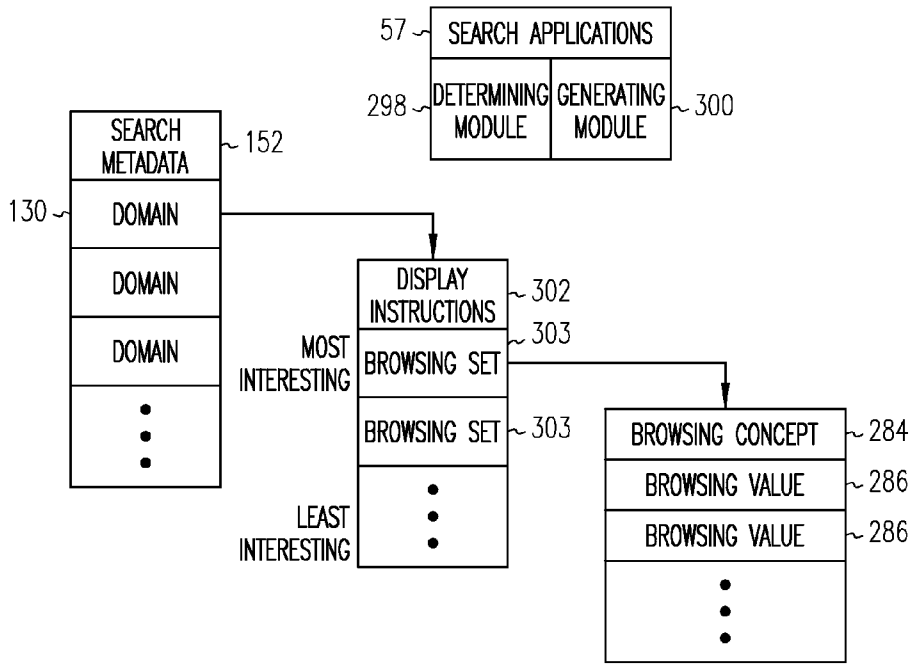 57
SEARCH APPLICATIONS
298
DETERMINING
MODULE
GENERATING
MODULE
300
SEARCH
METADATA
152
130
DOMAIN
DOMAIN
DOMAIN
DISPLAY
INSTRUCTIONS
302
MOST
INTERESTING
303
BROWSING SET
BROWSING SET
303
LEAST
INTERESTING
BROWSING CONCEPT
284
BROWSING VALUE
286
BROWSING VALUE
286